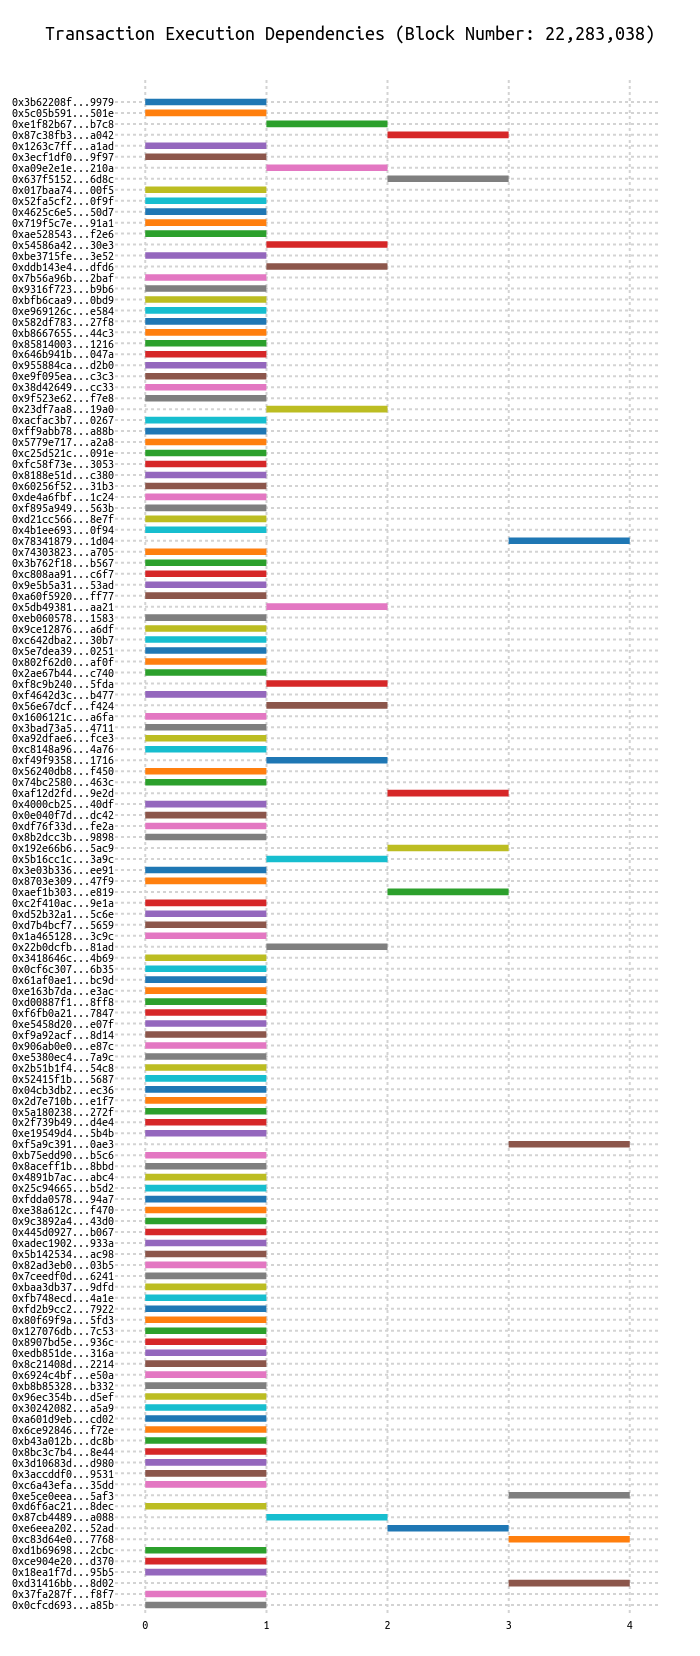 Transaction Execution Dependencies (Block Number: 22,283,038)
0x3b62208f...9979
0x5c05b591...501e
0xe1f82b67...b7c8
0x87c38fb3...a042
0x1263c7ff...a1ad
0x3ecf1df0...9f97
0xa09e2e1e...210a
0x637f5152...6d8c
0x017baa74...00f5
0x52fa5cf2...0f9f
0x4625c6e5...50d7
0x719f5c7e...91a1
0xae528543...f2e6
0x54586a42...30e3
0xbe3715fe...3e52
0xddb143e4...dfd6
0x7b56a96b...2baf
0x9316f723...b9b6
0xbfb6caa9...0bd9
0xe969126c...e584
0x582df783...27f8
0xb8667655...44c3
0x85814003...1216
0x646b941b...047a
0x955884ca...d2b0
0xe9f095ea...c3c3
0x38d42649...cc33
0x9f523e62...f7e8
0x23df7aa8...19a0
0xacfac3b7...0267
0xff9abb78...a88b
0x5779e717...a2a8
0xc25d521c...091e
0xfc58f73e...3053
0x8188e51d...c380
0x60256f52...31b3
0xde4a6fbf...1c24
0xf895a949...563b
0xd21cc566...8e7f
0x4b1ee693...0f94
0x78341879...1d04
0x74303823...a705
0x3b762f18...b567
0xc808aa91...c6f7
0x9e5b5a31...53ad
0xa60f5920...ff77
0x5db49381...aa21
0xeb060578...1583
0x9ce12876...a6df
0xc642dba2...30b7
0x5e7dea39...0251
0x802f62d0...af0f
0x2ae67b44...c740
0xf8c9b240...5fda
0xf4642d3c...b477
0x56e67dcf...f424
0x1606121c...a6fa
0x3bad73a5...4711
0xa92dfae6...fce3
0xc8148a96...4a76
0xf49f9358...1716
0x56240db8...f450
0x74bc2580...463c
0xaf12d2fd...9e2d
0x4000cb25...40df
0x0e040f7d...dc42
0xdf76f33d...fe2a
0x8b2dcc3b...9898
0x192e66b6...5ac9
0x5b16cc1c...3a9c
0x3e03b336...ee91
0x8703e309...47f9
0xaef1b303...e819
0xc2f410ac...9e1a
0xd52b32a1...5c6e
0xd7b4bcf7...5659
0x1a465128...3c9c
0x22b0dcfb...81ad
0x3418646c...4b69
0x0cf6c307...6b35
0x61af0ae1...bc9d
0xe163b7da...e3ac
0xd00887f1...8ff8
0xf6fb0a21...7847
0xe5458d20...e07f
0xf9a92acf...8d14
0x906ab0e0...e87c
0xe5380ec4...7a9c
0x2b51b1f4...54c8
0x52415f1b...5687
0x04cb3db2...ec36
0x2d7e710b...e1f7
0x5a180238...272f
0x2f739b49...d4e4
0xe19549d4...5b4b
0xf5a9c391...0ae3
0xb75edd90...b5c6
0x8aceff1b...8bbd
0x4891b7ac...abc4
0x25c94665...b5d2
0xfdda0578...94a7
0xe38a612c...f470
0x9c3892a4...43d0
0x445d0927...b067
0xadec1902...933a
0x5b142534...ac98
0x82ad3eb0...03b5
0x7ceedf0d...6241
0xbaa3db37...9dfd
0xfb748ecd...4a1e
0xfd2b9cc2...7922
0x80f69f9a...5fd3
0x127076db...7c53
0x8907bd5e...936c
0xedb851de...316a
0x8c21408d...2214
0x6924c4bf...e50a
0xb8b85328...b332
0x96ec354b...d5ef
0x30242082...a5a9
0xa601d9eb...cd02
0x6ce92846...f72e
0xb43a012b...dc8b
0x8bc3c7b4...8e44
0x3d10683d...d980
0x3accddf0...9531
0xc6a43efa...35dd
0xe5ce0eea...5af3
0xd6f6ac21...8dec
0x87cb4489...a088
0xe6eea202...52ad
0xc83d64e0...7768
0xd1b69698...2cbc
0xce904e20...d370
0x18ea1f7d...95b5
0xd31416bb...8d02
0x37fa287f...f8f7
0x0cfcd693...a85b
0 1 2 3 4